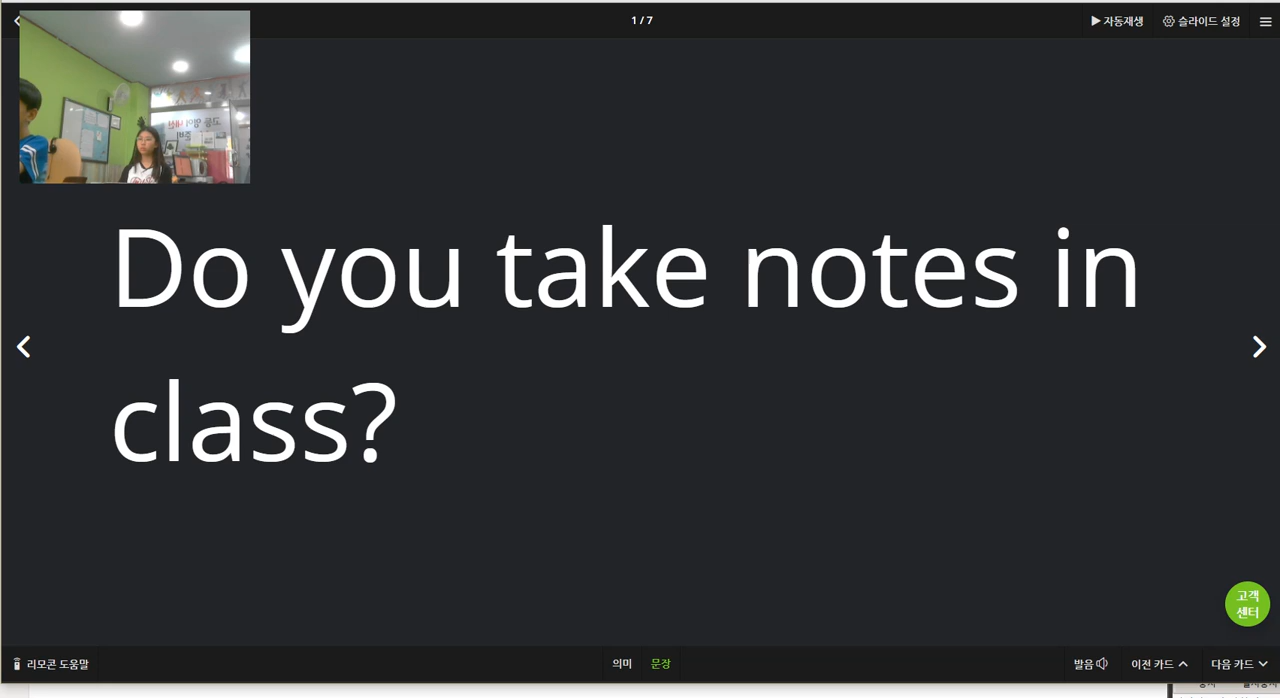 1 / 7
자동재생
슬라이드 설정
Do you take notes in
class?
고객
센터
리모콘 도움말
의미
문장
발음
이전 카드
다음 카드